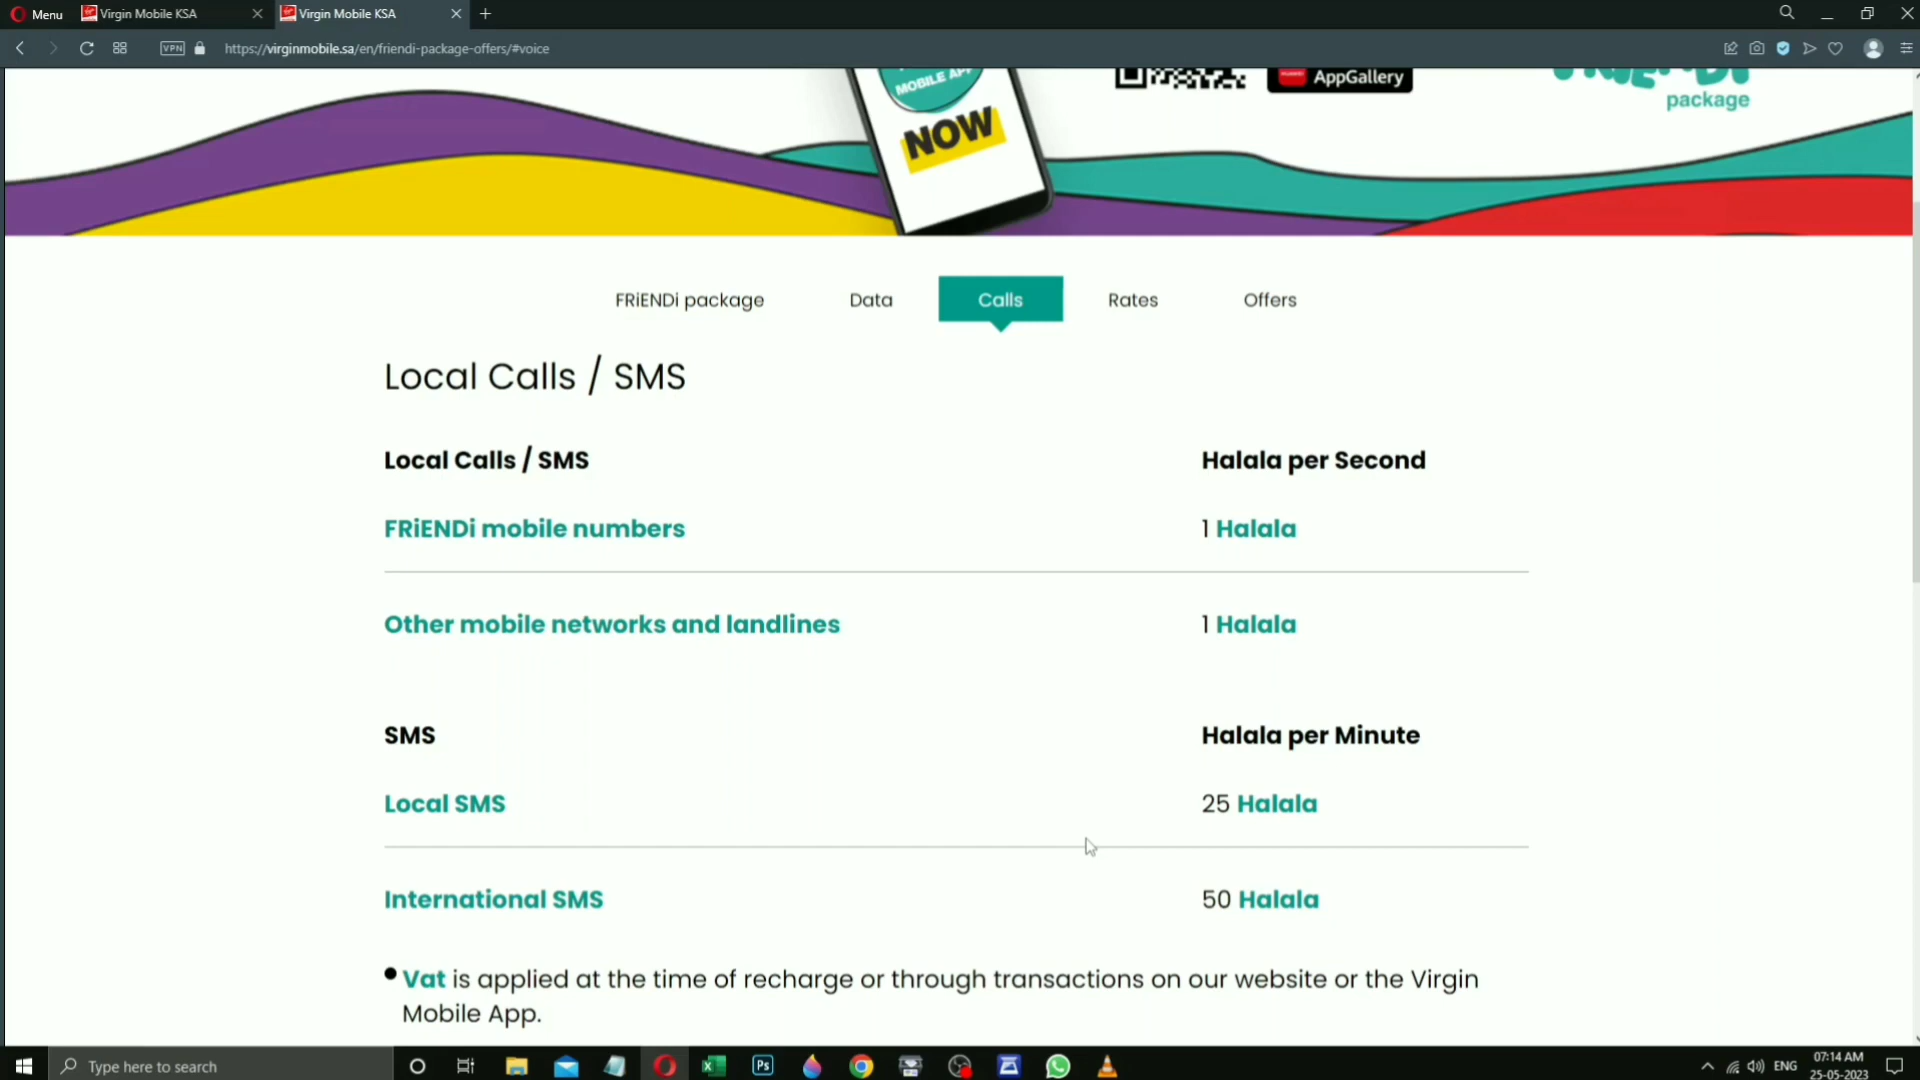 Menu
Virgin Mobile KSA
Virgin Mobile KSA
VPN
https://virginmobile.sa/en/friendi-package-offers/#voice
MOBILE APP
NOW
AppGallery
FRiENDi
package
FRiENDi package
Data
Calls
Rates
Offers
Local Calls / SMS
Local Calls / SMS
Halala per Second
FRiENDi mobile numbers
1 Halala
Other mobile networks and landlines
1 Halala
SMS
Halala per Minute
Local SMS
25 Halala
International SMS
50 Halala
Vat is applied at the time of recharge or through transactions on our website or the Virgin
Mobile App.
Type here to search
Ps
ENG
07:14 AM
25-05-2023